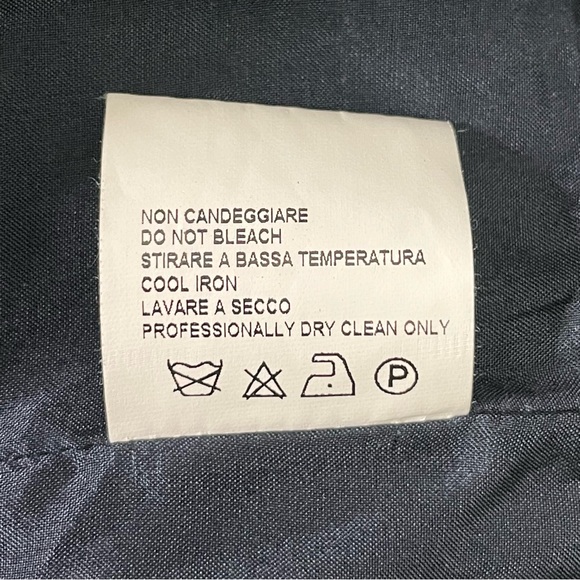 NON CANDEGGIARE
DO NOT BLEACH
STIRARE A BASSA TEMPERATURA
COOL IRON
LAVARE A SECCO
PROFESSIONALLY DRY CLEAN ONLY
P